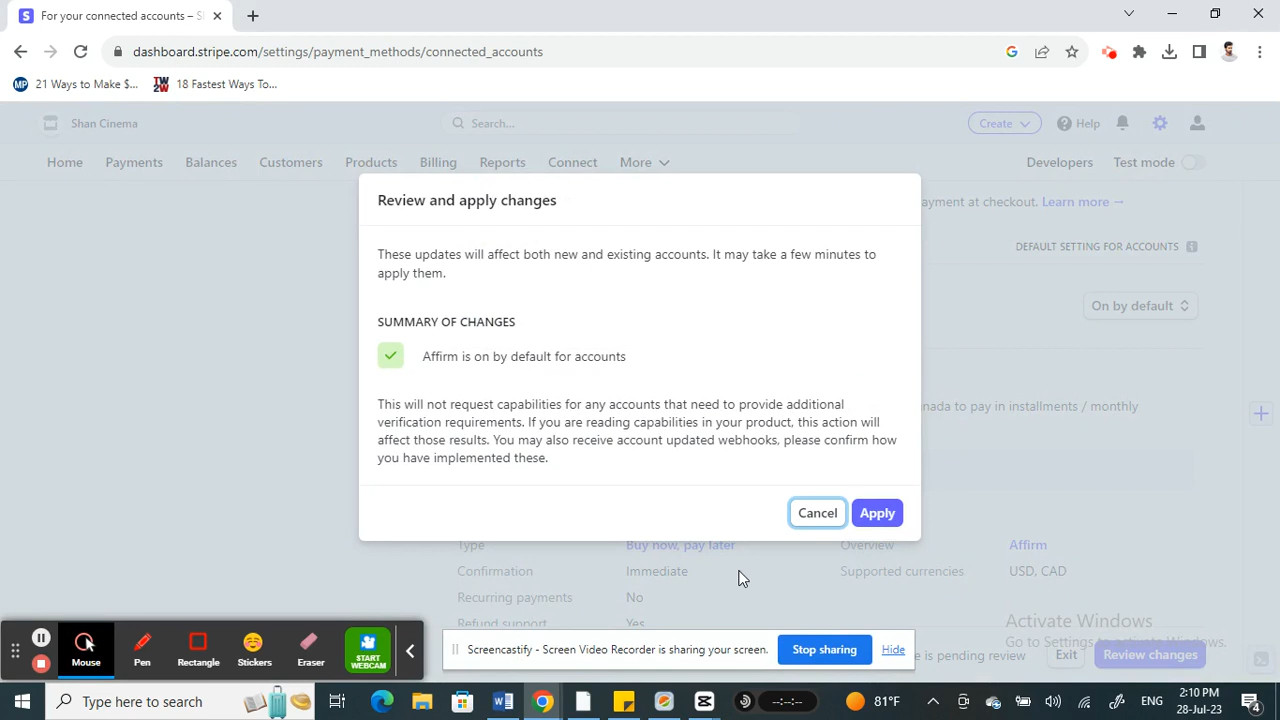 For your connected accounts – S
dashboard.stripe.com/settings/payment_methods/connected_accounts
21 Ways to Make $...
18 Fastest Ways To...
Shan Cinema
Search...
Create
Help
Home
Payments
Balances
Customers
Products
Billing
Reports
Connect
More
Developers
Test mode
Review and apply changes
ayment at checkout. Learn more →
DEFAULT SETTING FOR ACCOUNTS
These updates will affect both new and existing accounts. It may take a few minutes to
apply them.
On by default
SUMMARY OF CHANGES
Affirm is on by default for accounts
This will not request capabilities for any accounts that need to provide additional
verification requirements. If you are reading capabilities in your product, this action will
affect those results. You may also receive account updated webhooks, please confirm how
you have implemented these.
nada to pay in installments / monthly
Cancel
Apply
Type
Buy now, pay later
Overview
Affirm
Confirmation
Immediate
Supported currencies
USD, CAD
Recurring payments
No
Refund support
Yes
Activate Windows
Go to Settings to activate Windows.
e is pending review
Exit
Review changes
Mouse
Pen
Rectangle
Stickers
Eraser
START
WEBCAM
Screencastify - Screen Video Recorder is sharing your screen.
Stop sharing
Hide
Type here to search
--:--:--
81°F
ENG
2:10 PM
28-Jul-23
4